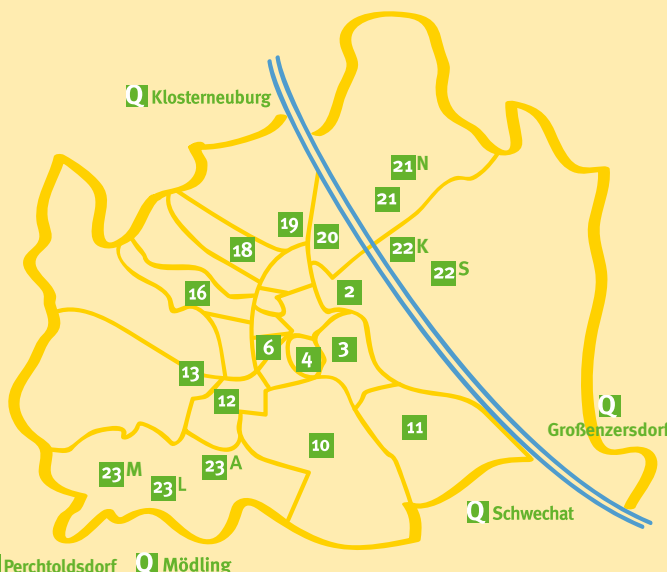 Q Klosterneuburg
21 N
21
19
20
18
22 K
22 S
16
2
6
4
3
13
12
Q
Großenzersdorf
11
10
23 A
23 M
23 L
Q Schwechat
Perchtoldsdorf Q Mödling